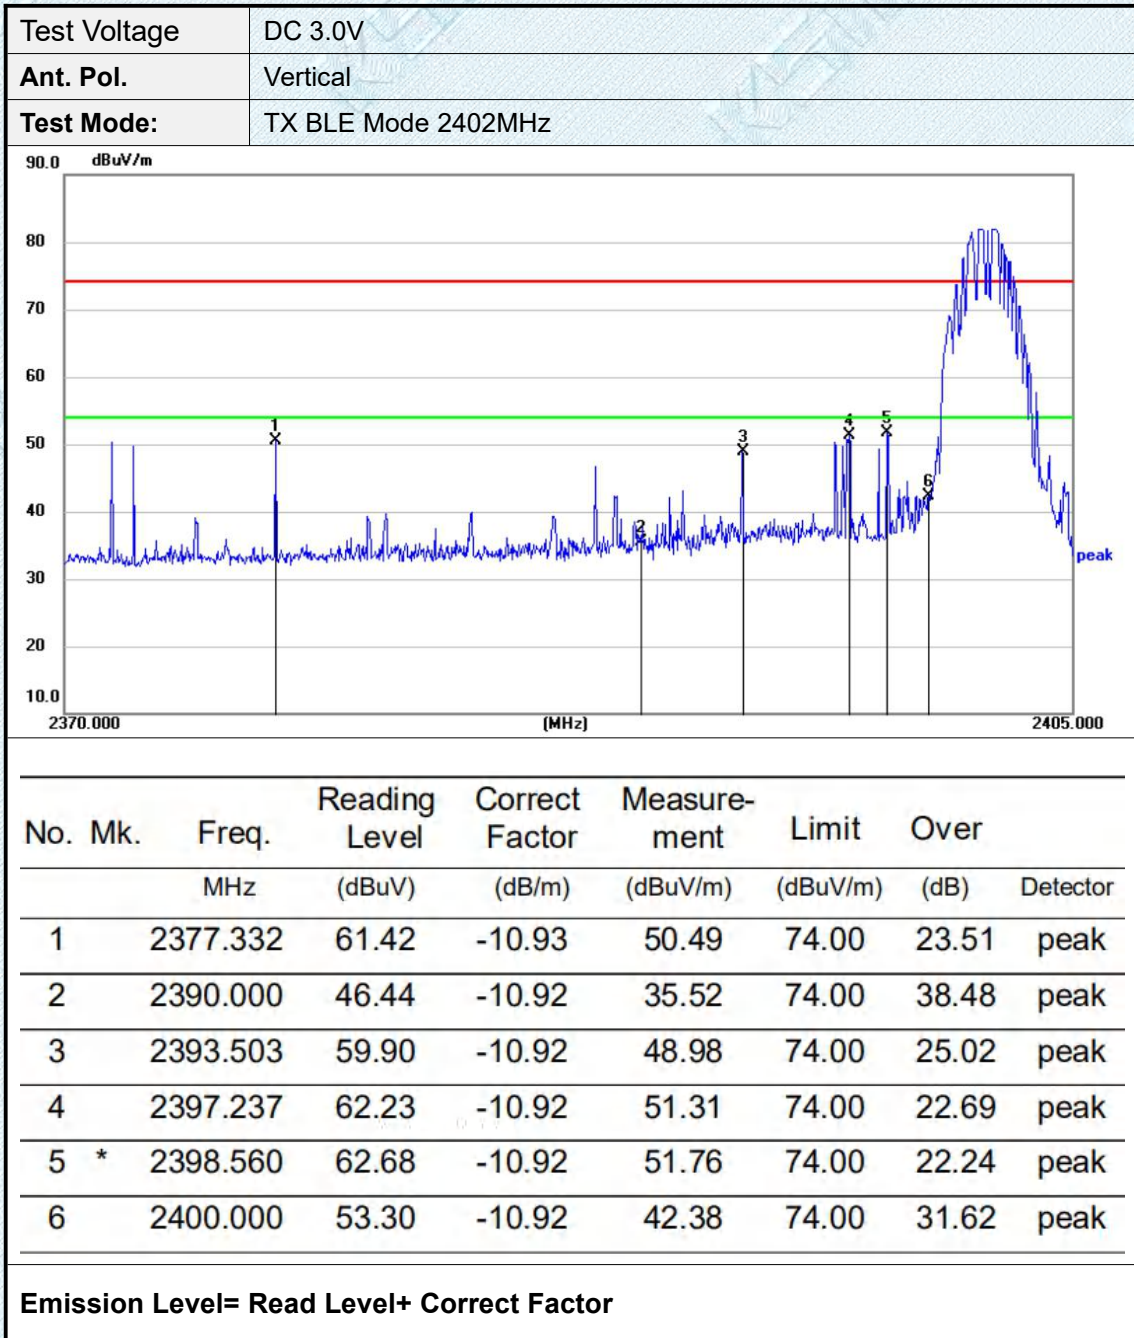 Test Voltage DC 3.0V
Ant. Pol. Vertical
Test Mode: TX BLE Mode 2402MHz
90.0 dBuV/m
80
70
60
50
40
30
20
10.0
1
2
3
4
5
6
peak
2370.000 (MHz) 2405.000
No. Mk. Freq. Reading Level Correct Factor Measure-ment Limit Over
MHz (dBuV) (dB/m) (dBuV/m) (dBuV/m) (dB) Detector
1 2377.332 61.42 -10.93 50.49 74.00 23.51 peak
2 2390.000 46.44 -10.92 35.52 74.00 38.48 peak
3 2393.503 59.90 -10.92 48.98 74.00 25.02 peak
4 2397.237 62.23 -10.92 51.31 74.00 22.69 peak
5 * 2398.560 62.68 -10.92 51.76 74.00 22.24 peak
6 2400.000 53.30 -10.92 42.38 74.00 31.62 peak
Emission Level= Read Level+ Correct Factor